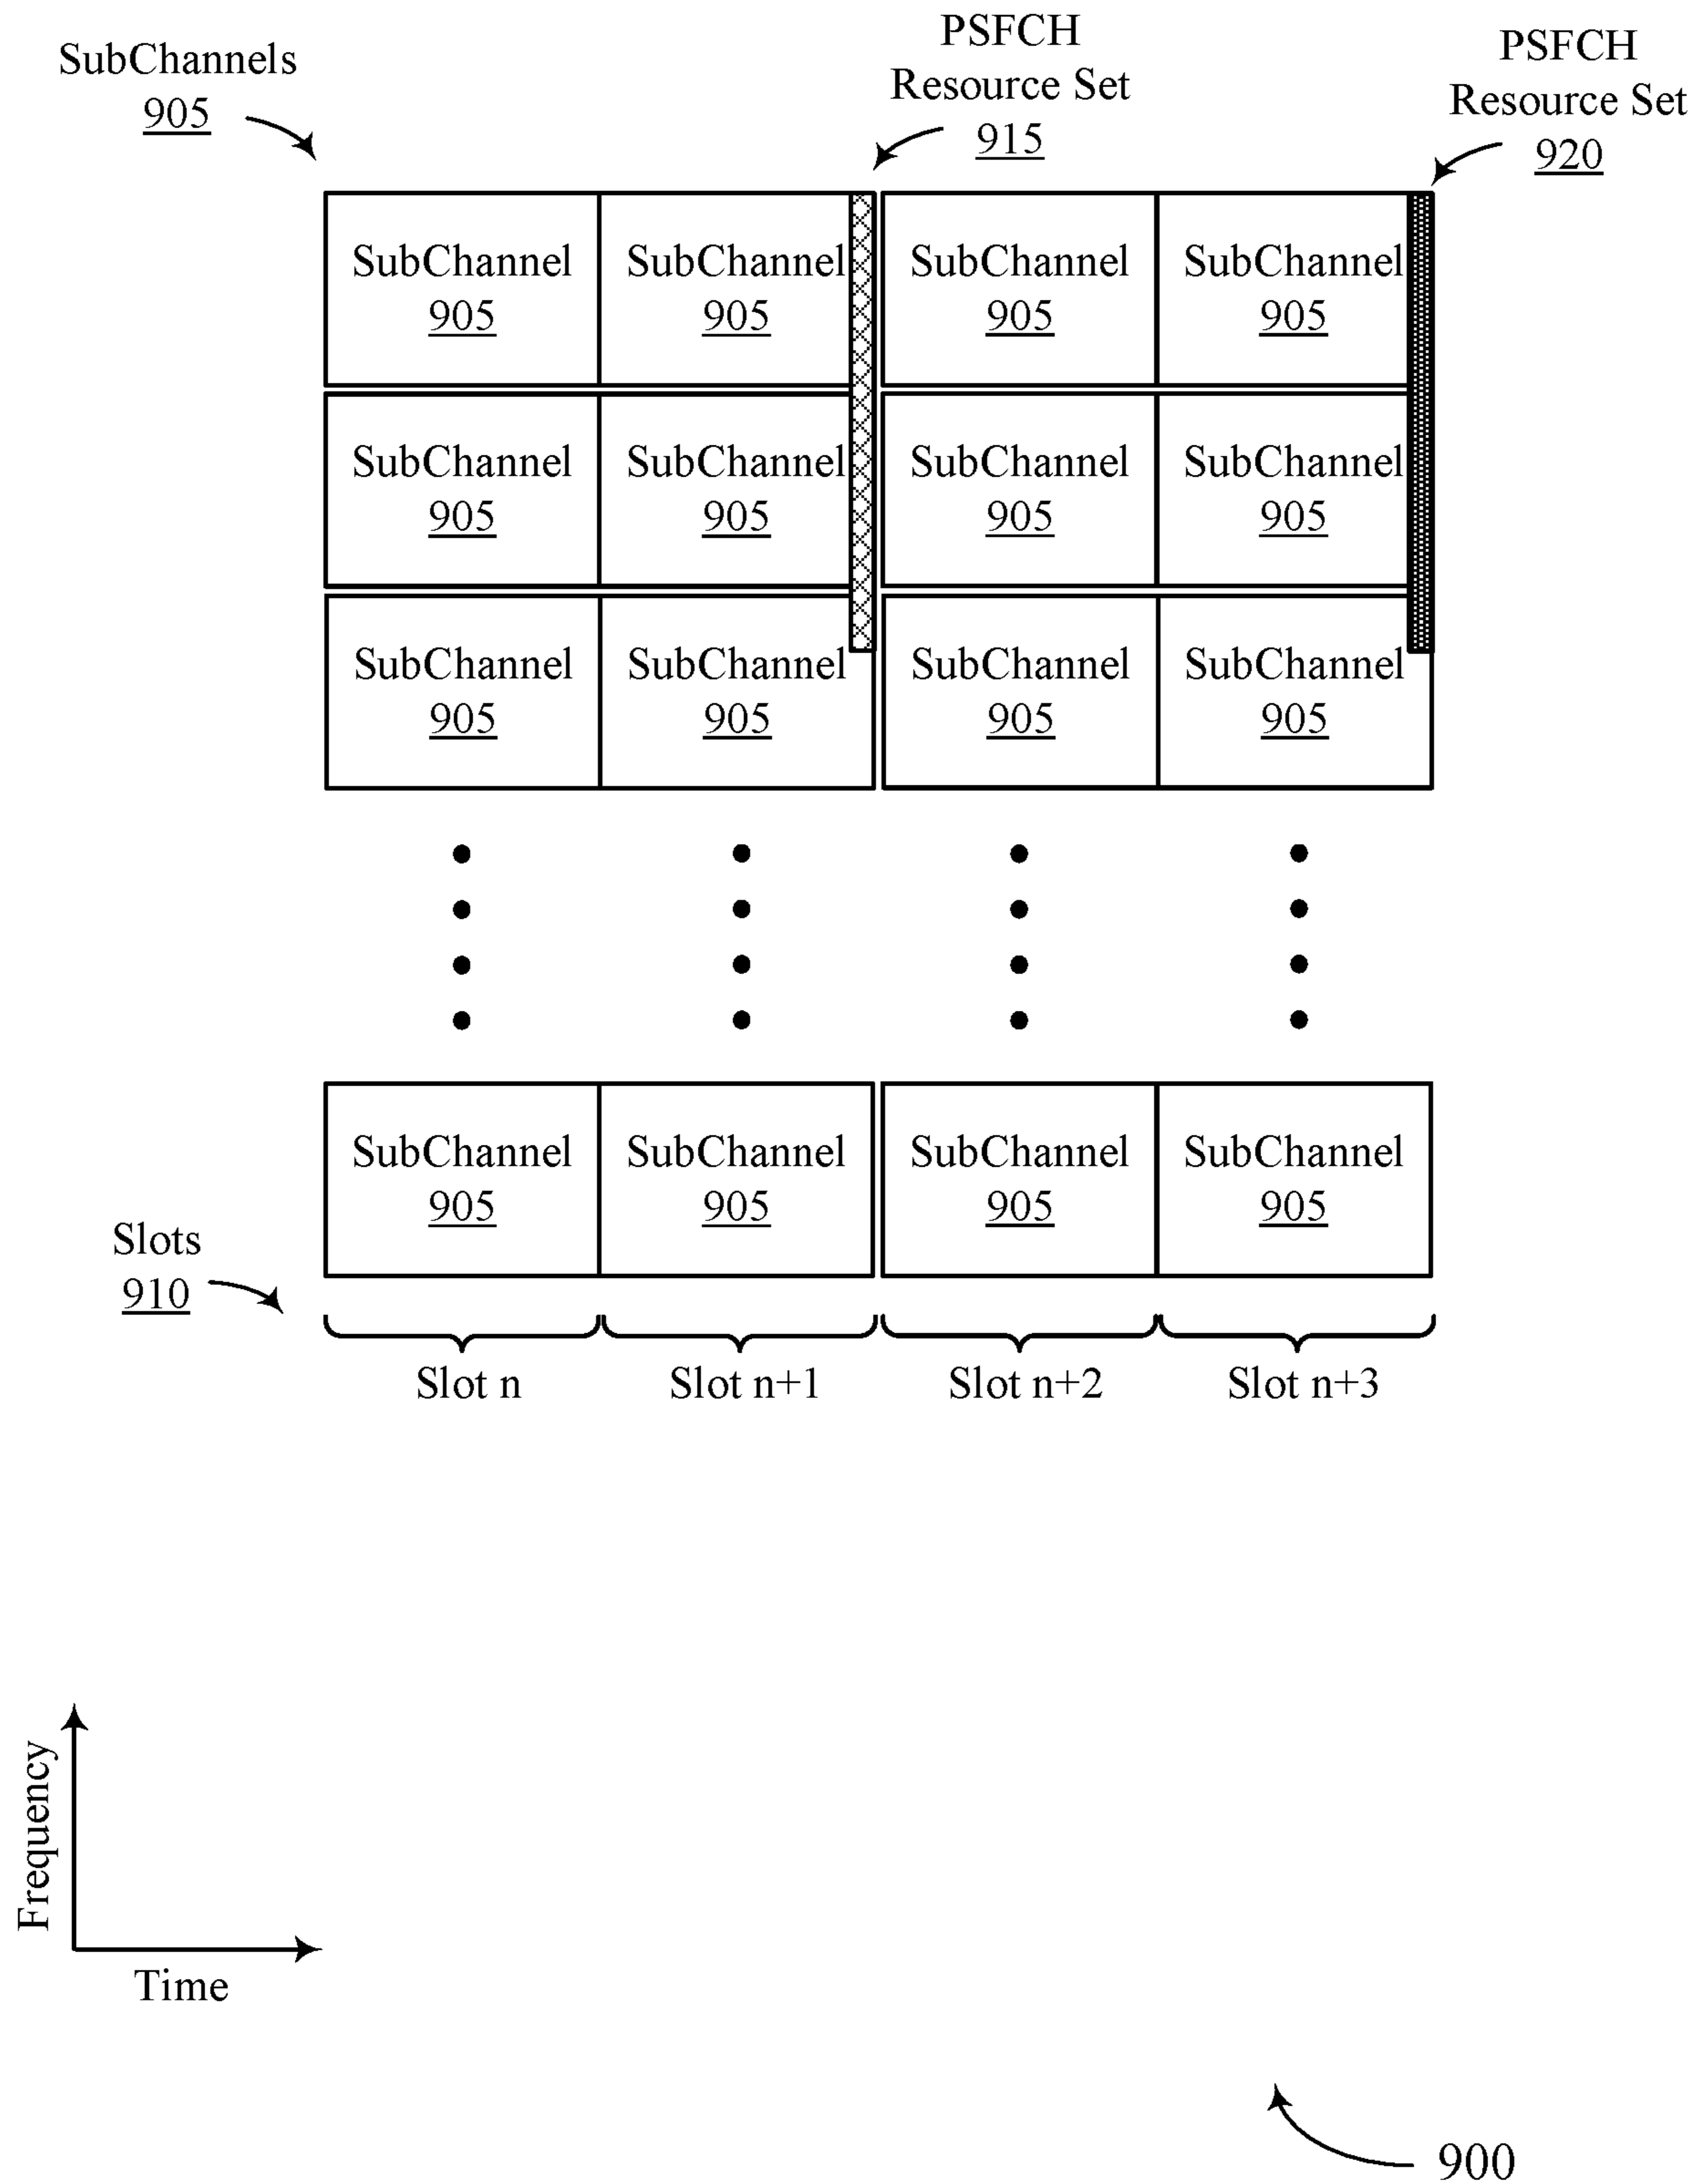 SubChannels
905
PSFCH
Resource Set
915
PSFCH
Resource Set
920
SubChannel
905
SubChannel
905
SubChannel
905
SubChannel
905
SubChannel
905
SubChannel
905
SubChannel
905
SubChannel
905
SubChannel
905
SubChannel
905
SubChannel
905
SubChannel
905
SubChannel
905
SubChannel
905
SubChannel
905
SubChannel
905
Slots
910
Slot n
Slot n+1
Slot n+2
Slot n+3
Frequency
Time
900